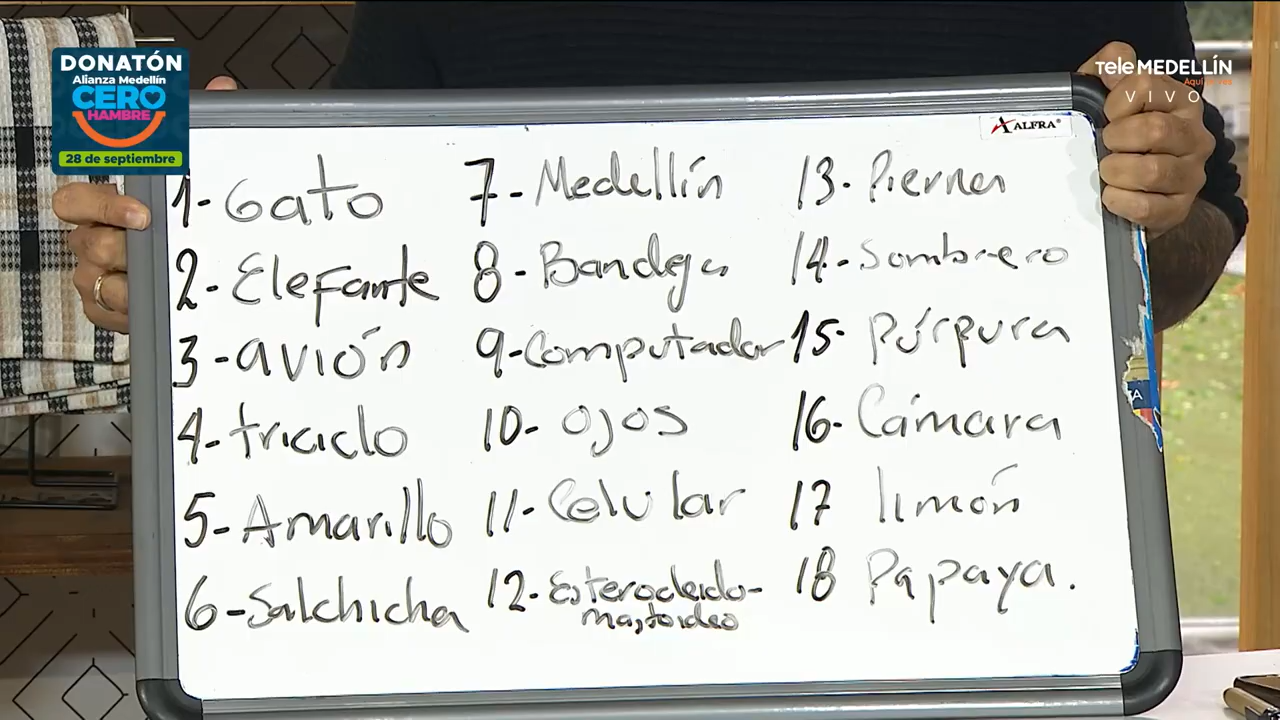 DONATÓN
Alianza Medellín
CERO
HAMBRE
28 de septiembre
TeleMEDELLÍN
VIVO
ALFRA®
1- Gato
2- Elefante
3- avión
4- triciclo
5- Amarillo
6- Salchicha
7- Medellín
8- Bandeja
9- Computador
10- Ojos
11- Celular
12- Esterocleido-
mastoideo
13- Pierna
14- Sombrero
15- Púrpura
16- Cámara
17 limón
18 Papaya.